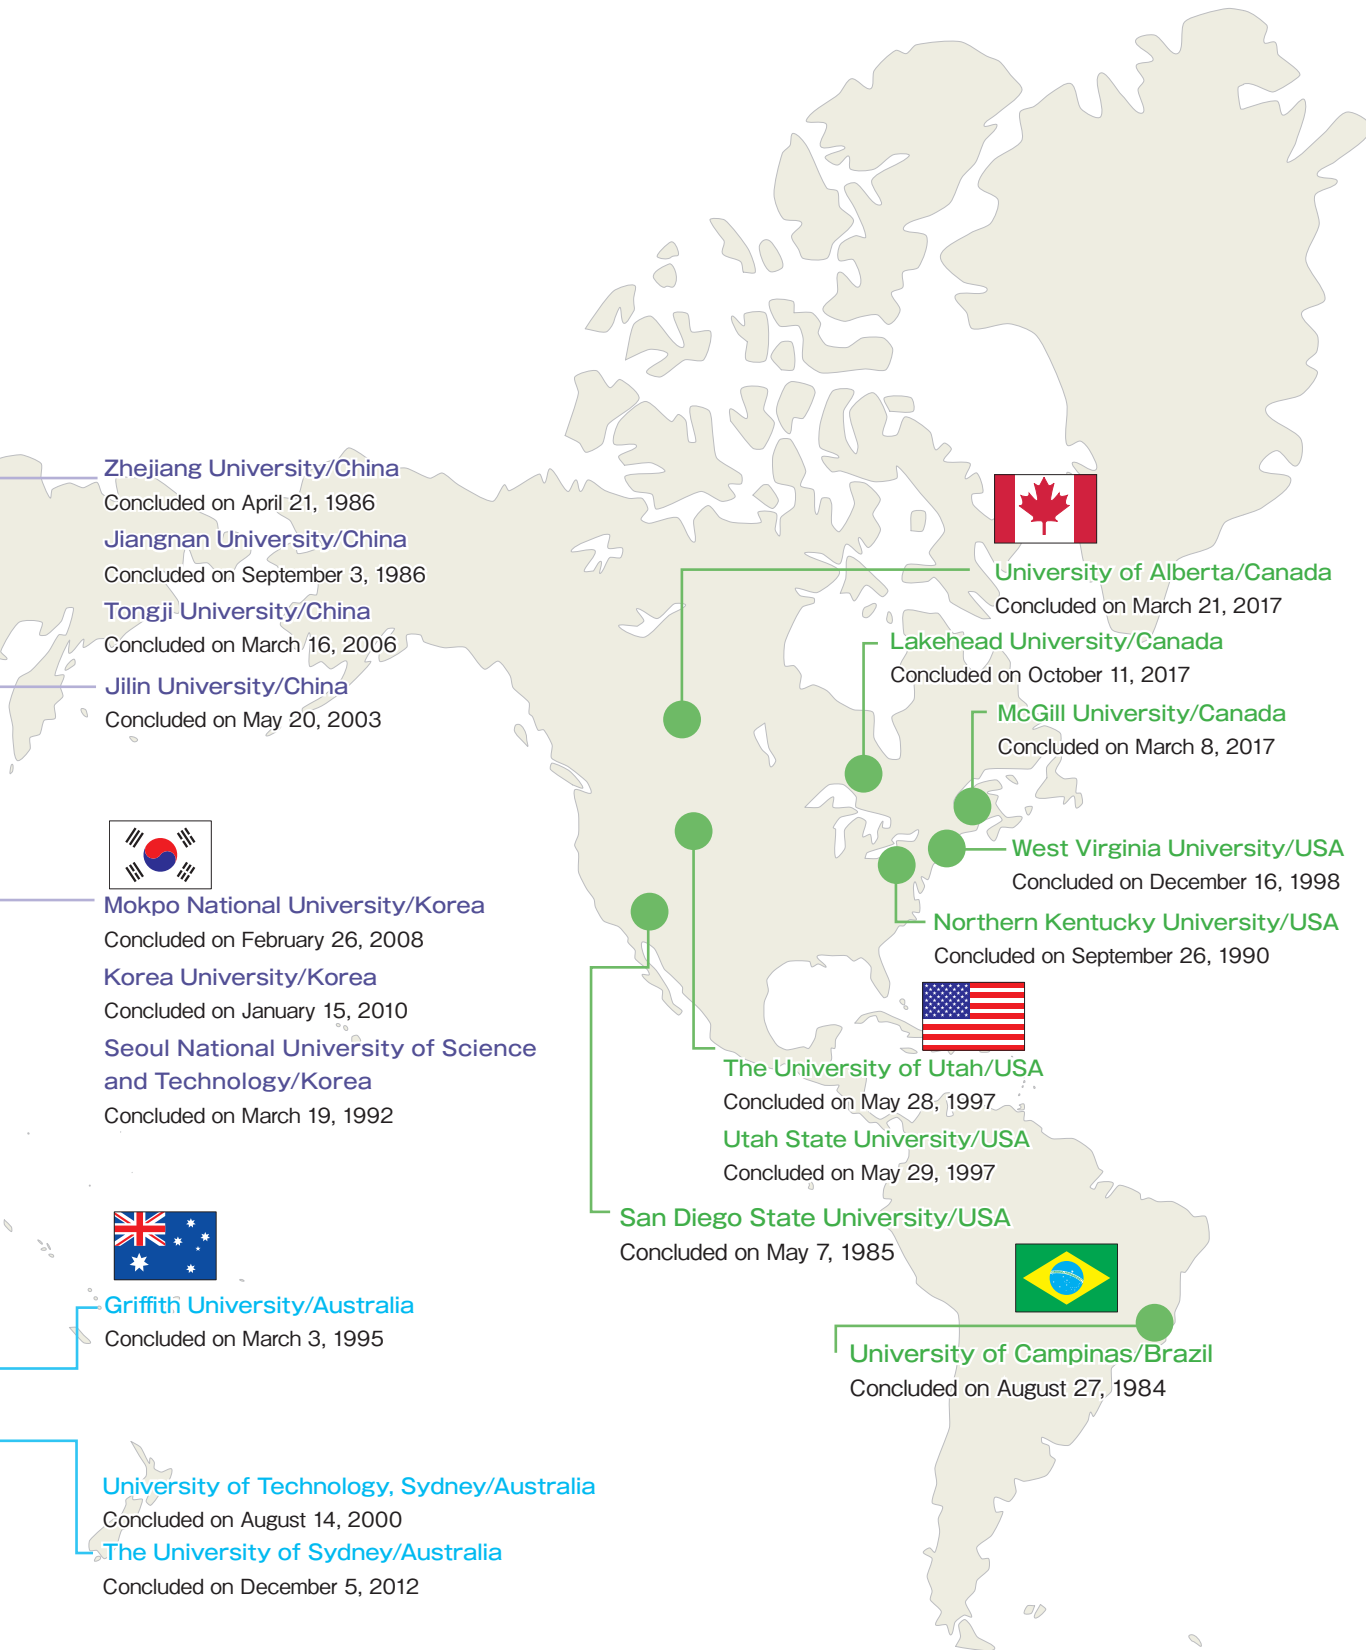 Zhejiang University/China
Concluded on April 21, 1986
Jiangnan University/China
Concluded on September 3, 1986
Tongji University/China
Concluded on March 16, 2006
Jilin University/China
Concluded on May 20, 2003
Mokpo National University/Korea
Concluded on February 26, 2008
Korea University/Korea
Concluded on January 15, 2010
Seoul National University of Science
and Technology/Korea
Concluded on March 19, 1992
Griffith University/Australia
Concluded on March 3, 1995
University of Technology, Sydney/Australia
Concluded on August 14, 2000
The University of Sydney/Australia
Concluded on December 5, 2012
University of Alberta/Canada
Concluded on March 21, 2017
Lakehead University/Canada
Concluded on October 11, 2017
McGill University/Canada
Concluded on March 8, 2017
West Virginia University/USA
Concluded on December 16, 1998
Northern Kentucky University/USA
Concluded on September 26, 1990
The University of Utah/USA
Concluded on May 28, 1997
Utah State University/USA
Concluded on May 29, 1997
San Diego State University/USA
Concluded on May 7, 1985
University of Campinas/Brazil
Concluded on August 27, 1984